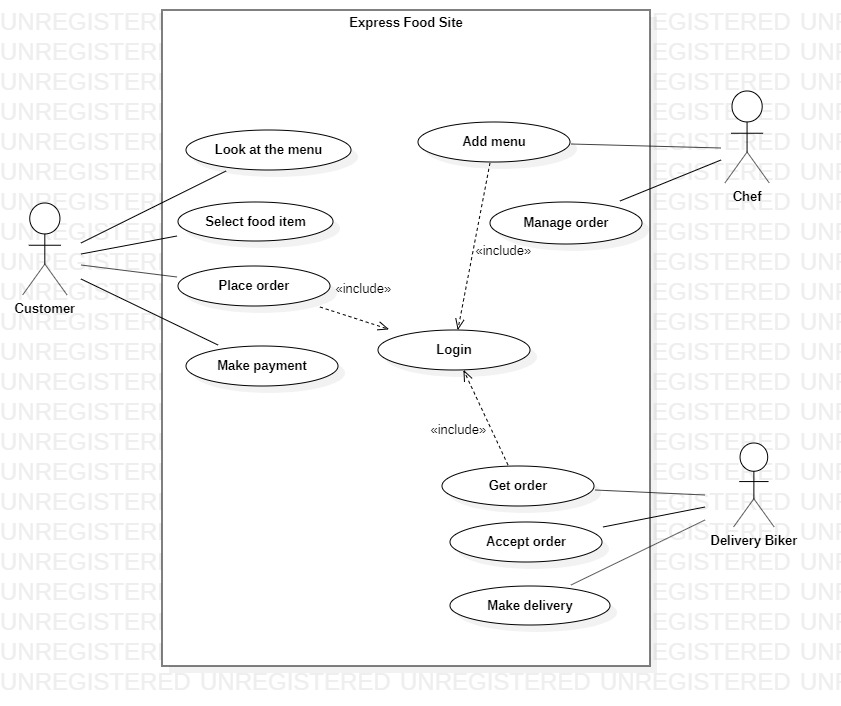 Express Food Site
Look at the menu
Add menu
Chef
Select food item
Manage order
«include»
Customer
Place order
«include»
Login
Make payment
«include»
Get order
Accept order
Delivery Biker
Make delivery
UNREGISTERED UNREGISTERED UNREGISTERED UNREGISTERED UNR